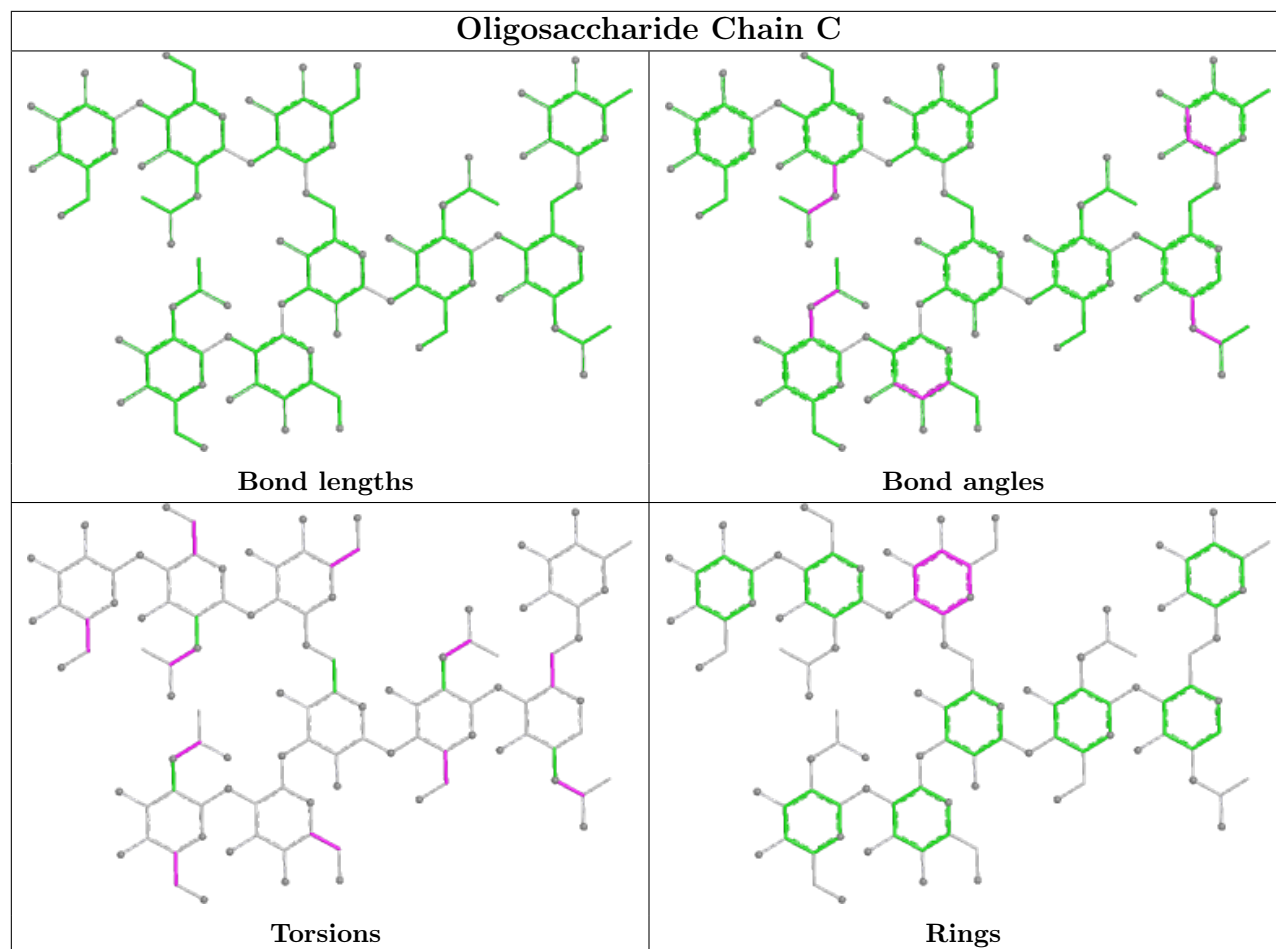 Oligosaccharide Chain C
Bond lengths
Bond angles
Torsions
Rings